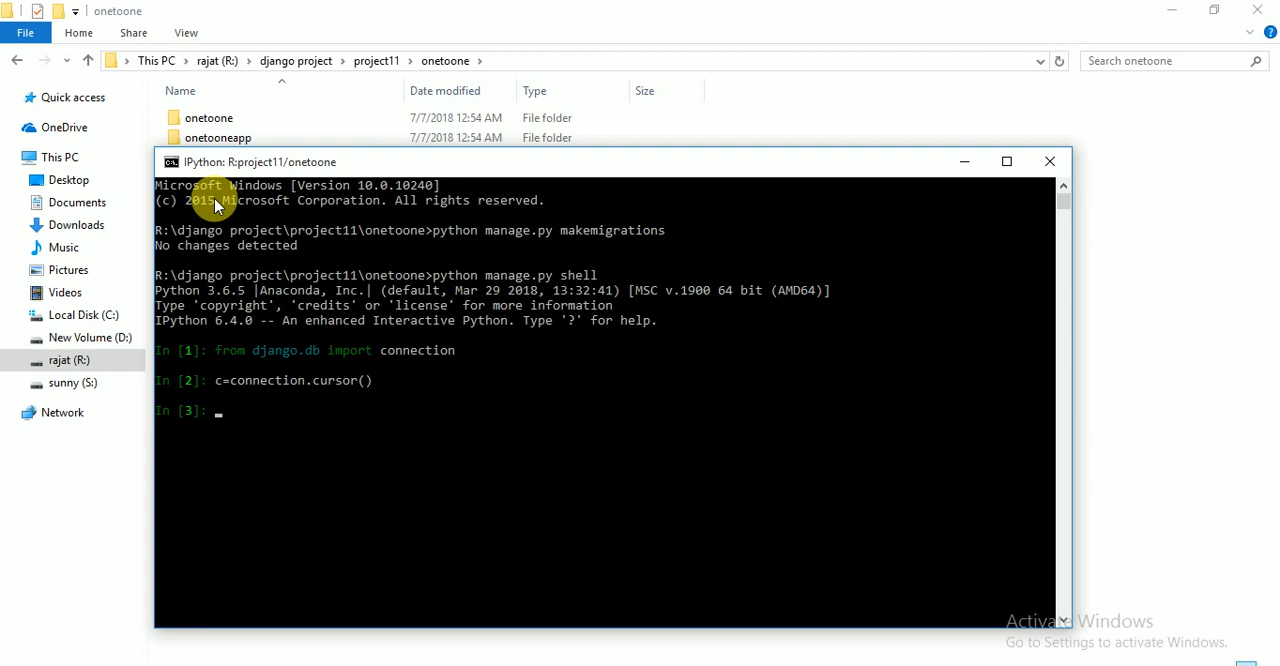 onetoone
File Home Share View
This PC rajat (R:) django project project11 onetoone Search onetoone
Name Date modified Type Size
Quick access
OneDrive
This PC
Desktop
Documents
Downloads
Music
Pictures
Videos
Local Disk (C:)
New Volume (D:)
rajat (R:)
sunny (S:)
Network
onetoone 7/7/2018 12:54 AM File folder
onetooneapp 7/7/2018 12:54 AM File folder
IPython: R:project11/onetoone
Microsoft Windows [Version 10.0.10240]
(c) 2015 Microsoft Corporation. All rights reserved.
R:\django project\project11\onetoone>python manage.py makemigrations
No changes detected
R:\django project\project11\onetoone>python manage.py shell
Python 3.6.5 |Anaconda, Inc.| (default, Mar 29 2018, 13:32:41) [MSC v.1900 64 bit (AMD64)]
Type 'copyright', 'credits' or 'license' for more information
IPython 6.4.0 -- An enhanced Interactive Python. Type '?' for help.
In [1]: from django.db import connection
In [2]: c=connection.cursor()
In [3]:
Activate Windows
Go to Settings to activate Windows.